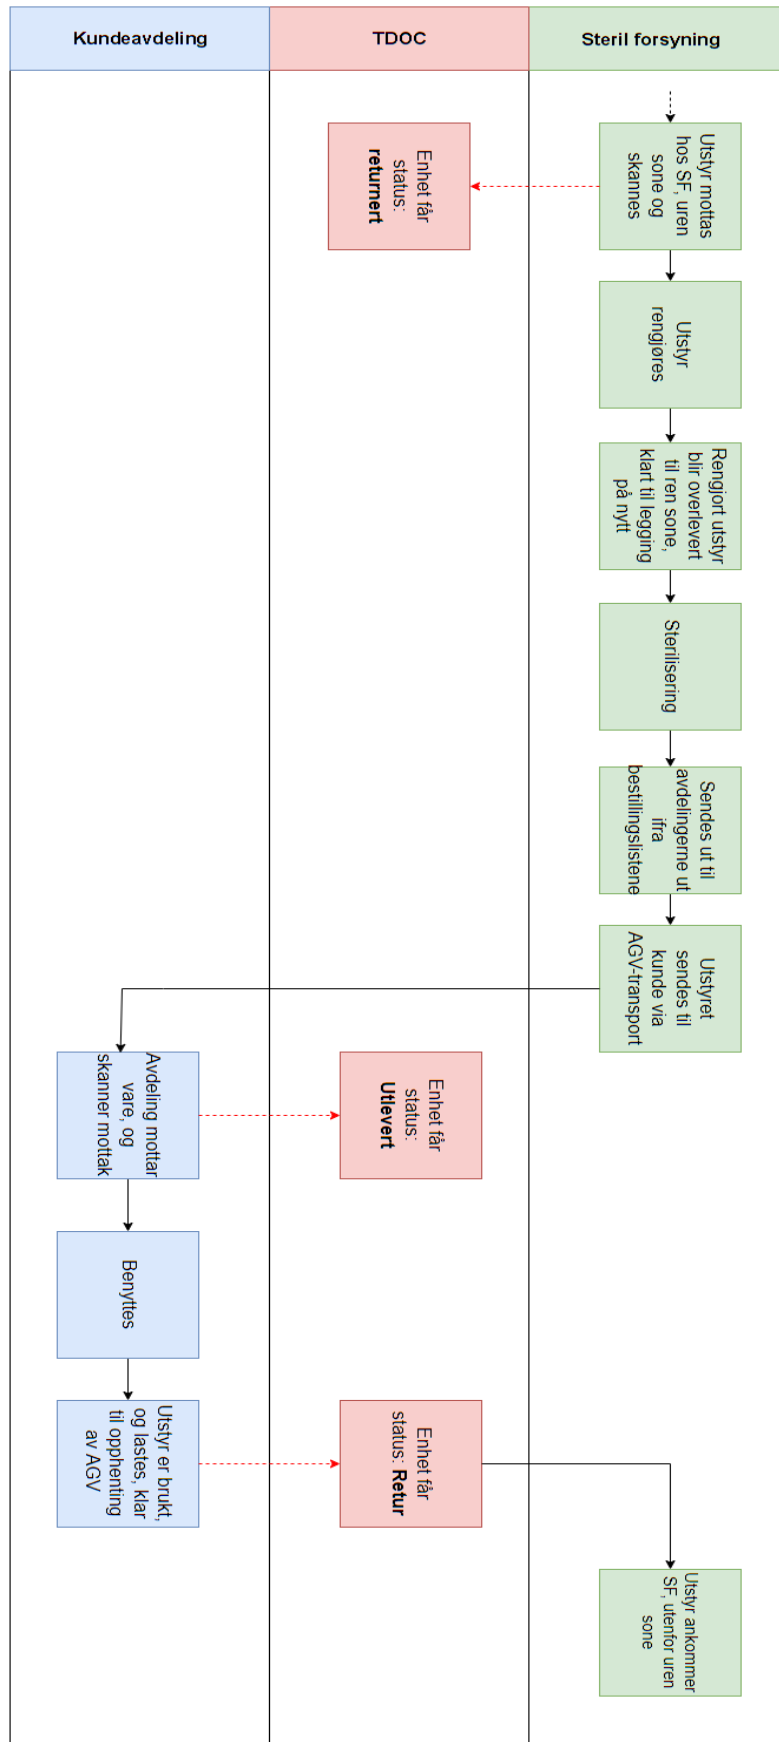 Kundeavdeling
TDOC
Steril forsyning
Utstyr mottas
hos SF, uren
sone og
skannes
Enhet får
status:
returnert
Utstyr
rengjøres
Rengjort utstyr
blir overlevert
til ren sone,
klart til legging
på nytt
Sterilisering
Sendes ut til
avdelingerne ut
ifra
bestillingslistene
Utstyret
sendes til
kunde via
AGV-transport
Avdeling mottar
vare, og
skanner mottak
Enhet får
status:
Utlevert
Benyttes
Utstyr er brukt,
og lastes, klar
til opphenting
av AGV
Enhet får
status: Retur
Utstyr ankommer
SF, utenfor uren
sone